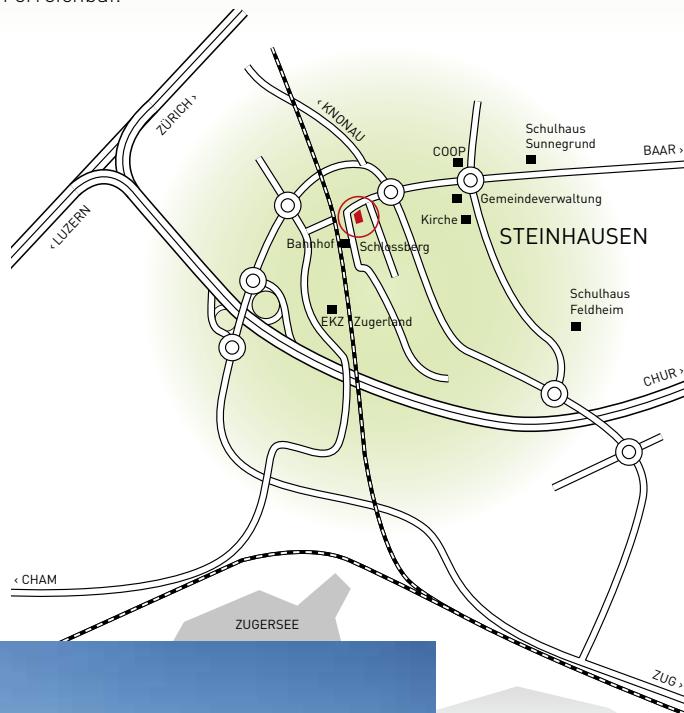 erreichbar.
ZÜRICH ›
‹ KNONAU
COOP
Schulhaus
Sunnegrund
BAAR ›
‹ LUZERN
Gemeindeverwaltung
Kirche
STEINHAUSEN
Bahnhof
Schlossberg
Schulhaus
Feldheim
EKZ Zugerland
CHUR ›
‹ CHAM
ZUGERSEE
ZUG ›